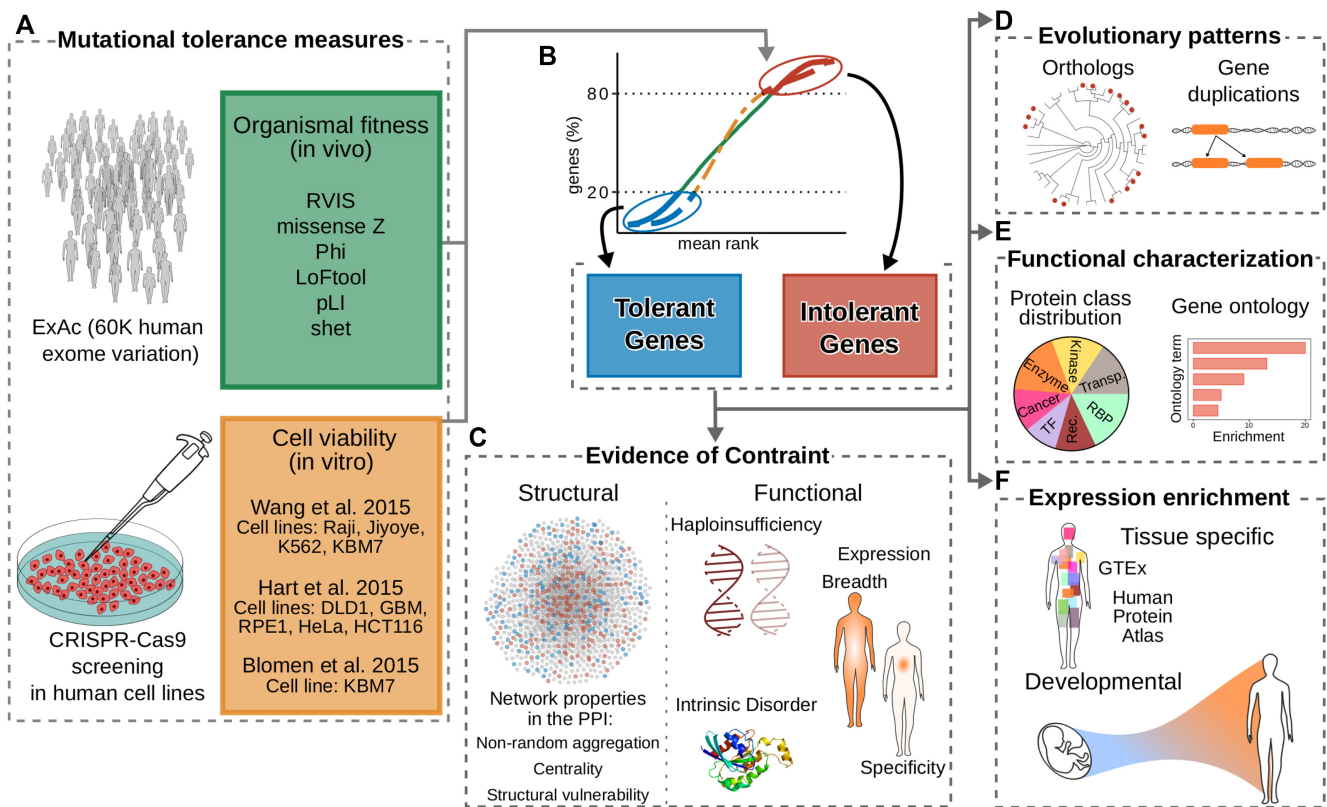 A
Mutational tolerance measures
Organismal fitness
(in vivo)
RVIS
missense Z
Phi
LoFtool
pLI
shet
ExAc (60K human
exome variation)
Cell viability
(in vitro)
Wang et al. 2015
Cell lines: Raji, Jiyoye,
K562, KBM7
Hart et al. 2015
Cell lines: DLD1, GBM,
RPE1, HeLa, HCT116
Blomen et al. 2015
Cell line: KBM7
CRISPR-Cas9
screening
in human cell lines
B
genes (%)
80
20
mean rank
Tolerant
Genes
Intolerant
Genes
C
Evidence of Contraint
Structural
Network properties
in the PPI:
Non-random aggregation
Centrality
Structural vulnerability
Functional
Haploinsufficiency
Expression
Breadth
Specificity
Intrinsic Disorder
D
Evolutionary patterns
Orthologs
Gene
duplications
E
Functional characterization
Protein class
distribution
Kinase
Transp.
RBP
Rec.
TF
Cancer
Enzyme
Gene ontology
Ontology term
0
10
20
Enrichment
F
Expression enrichment
Tissue specific
GTEx
Human
Protein
Atlas
Developmental